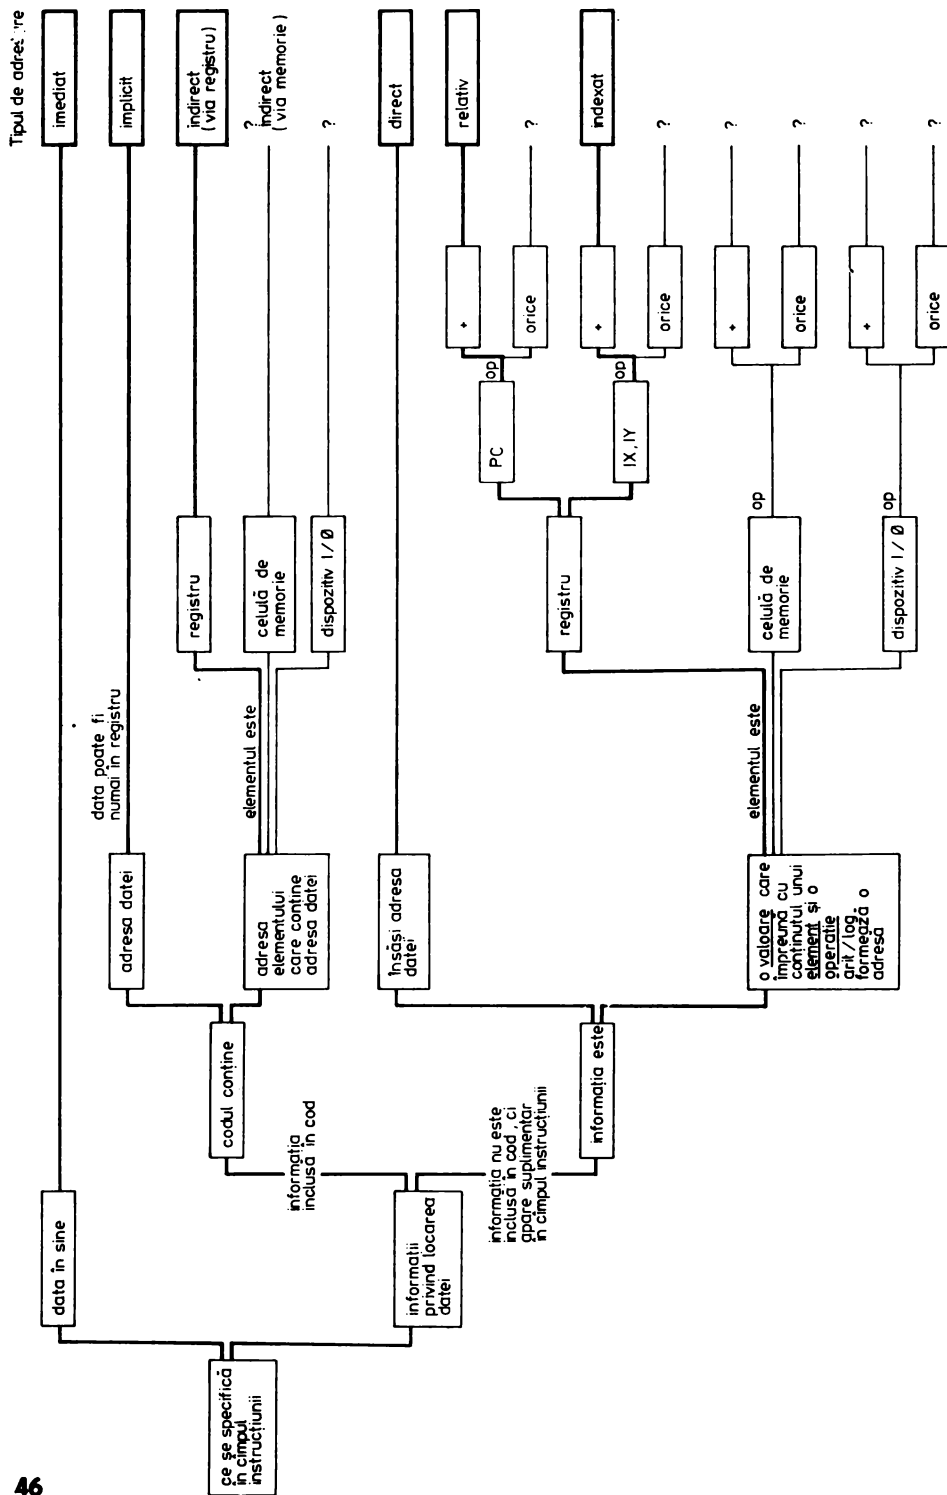 46
Tipul de adre
ce se specifică
în cîmpul
instrucțiunii
data în sine
imediat
informații
privind locarea
datei
informația
inclusă în cod
codul conține
adresa datei
data poate fi
numai în registru
implicit
adresa
elementului
care conține
adresa datei
elementul este
registru
indirect
(via registru)
celulă de
memorie
?
indirect
(via memorie)
dispozitiv I/Ø
?
informația nu este
inclusă în cod, ci
apare suplimentar
în cîmpul instrucțiunii
informația este
însăși adresa
datei
direct
o valoare care
împreună cu
conținutul unui
element și o
operație
arit/log.
formează o
adresa
elementul este
registru
PC
op
+
relativ
orice
?
IX, IY
op
+
indexat
orice
?
celulă de
memorie
op
+
?
orice
?
dispozitiv I/Ø
op
+
?
orice
?